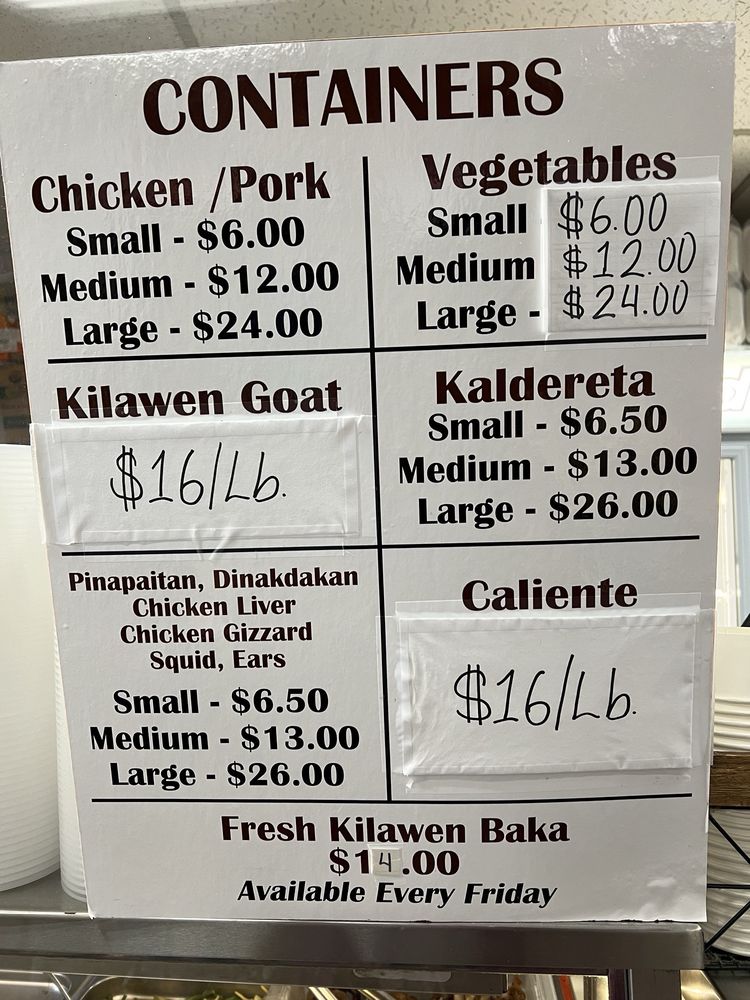 CONTAINERS
Chicken /Pork
Small - $6.00
Medium - $12.00
Large - $24.00
Vegetables
Small $6.00
Medium $12.00
Large - $24.00
Kilawen Goat
$16/Lb.
Kaldereta
Small - $6.50
Medium - $13.00
Large - $26.00
Pinapaitan, Dinakdakan
Chicken Liver
Chicken Gizzard
Squid, Ears
Small - $6.50
Medium - $13.00
Large - $26.00
Caliente
$16/Lb.
Fresh Kilawen Baka
$14.00
Available Every Friday